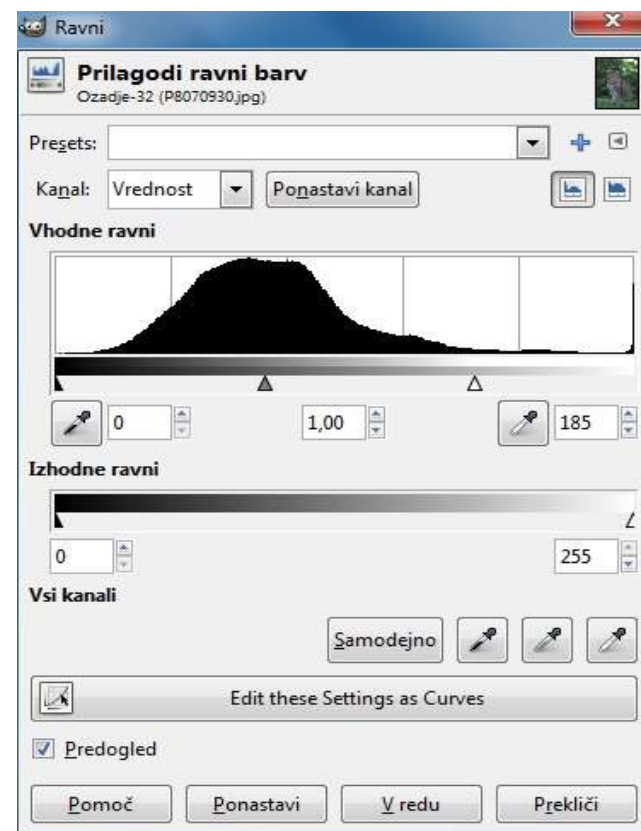 Ravni
Prilagodi ravni barv
Ozadje-32 (P8070930.jpg)
Presets:
Kanal: Vrednost Ponastavi kanal
Vhodne ravni
0 1,00 185
Izhodne ravni
0 255
Vsi kanali
Samodejno
Edit these Settings as Curves
Predogled
Pomoč Ponastavi V redu Prekliči